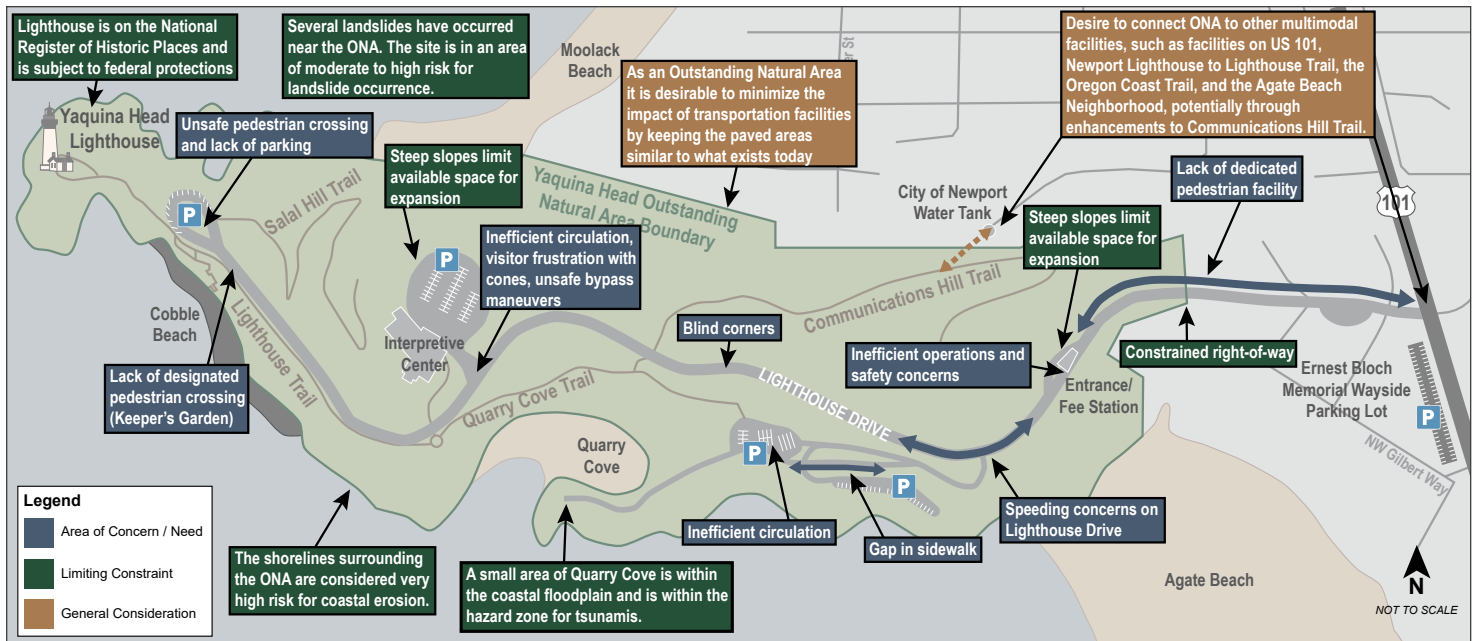 Lighthouse is on the National
Register of Historic Places and
is subject to federal protections
Several landslides have occurred
near the ONA. The site is in an area
of moderate to high risk for
landslide occurrence.
Moolack
Beach
As an Outstanding Natural Area
it is desirable to minimize the
impact of transportation facilities
by keeping the paved areas
similar to what exists today
Desire to connect ONA to other multimodal
facilities, such as facilities on US 101,
Newport Lighthouse to Lighthouse Trail, the
Oregon Coast Trail, and the Agate Beach
Neighborhood, potentially through
enhancements to Communications Hill Trail.
Yaquina Head
Lighthouse
Unsafe pedestrian crossing
and lack of parking
Steep slopes limit
available space for
expansion
Yaquina Head Outstanding
Natural Area Boundary
City of Newport
Water Tank
Lack of dedicated
pedestrian facility
101
P
Salal Hill Trail
P
Inefficient circulation,
visitor frustration with
cones, unsafe bypass
maneuvers
Steep slopes limit
available space for
expansion
Communications Hill Trail
Cobble
Beach
Lighthouse Trail
Interpretive
Center
Blind corners
Inefficient operations and
safety concerns
Constrained right-of-way
Lack of designated
pedestrian crossing
(Keeper's Garden)
Quarry Cove Trail
LIGHTHOUSE DRIVE
Entrance/
Fee Station
Ernest Bloch
Memorial Wayside
Parking Lot
P
Quarry
Cove
P
P
NW Gilbert Way
Legend
Area of Concern / Need
Limiting Constraint
General Consideration
The shorelines surrounding
the ONA are considered very
high risk for coastal erosion.
A small area of Quarry Cove is within
the coastal floodplain and is within the
hazard zone for tsunamis.
Inefficient circulation
Gap in sidewalk
Speeding concerns on
Lighthouse Drive
Agate Beach
N
NOT TO SCALE